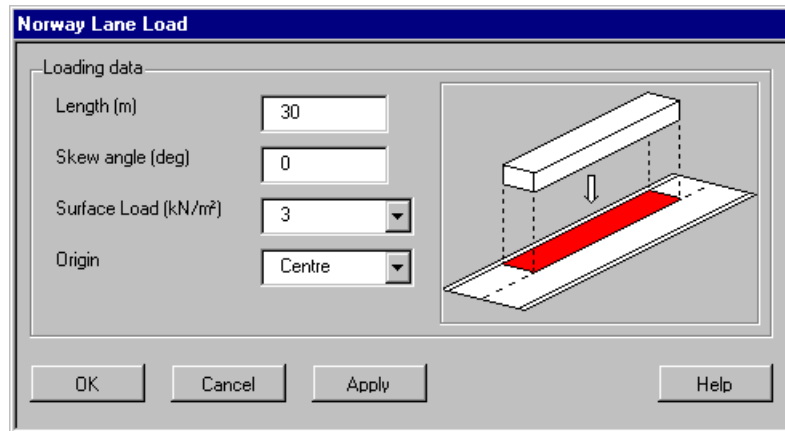 Norway Lane Load
Loading data
Length (m) 30
Skew angle (deg) 0
Surface Load (kN/m²) 3
Origin Centre
OK Cancel Apply Help